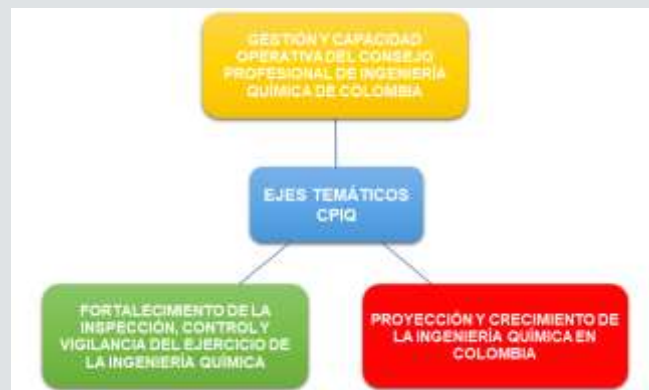 GESTIÓN Y CAPACIDAD
OPERATIVA DEL CONSEJO
PROFESIONAL DE INGENIERÍA
QUÍMICA DE COLOMBIA
EJES TEMÁTICOS
CPIQ
FORTALECIMIENTO DE LA
INSPECCIÓN, CONTROL Y
VIGILANCIA DEL EJERCICIO DE
LA INGENIERÍA QUÍMICA
PROYECCIÓN Y CRECIMIENTO DE
LA INGENIERÍA QUÍMICA EN
COLOMBIA